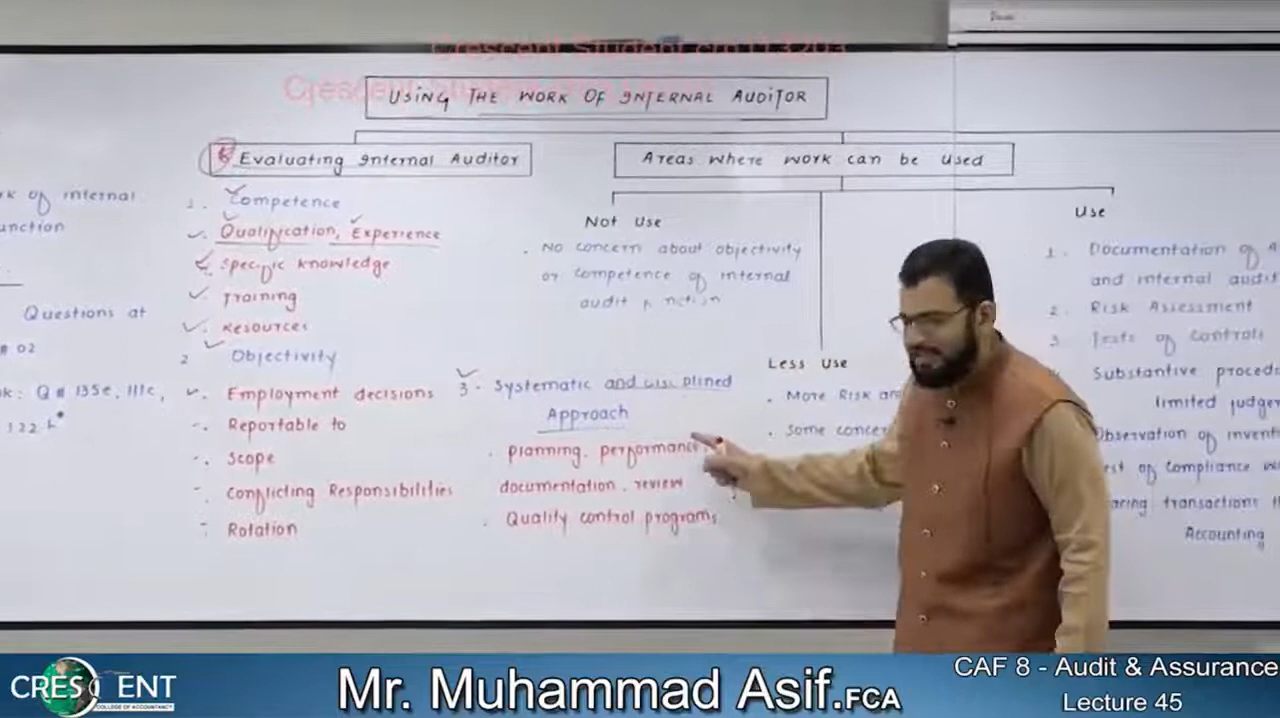 Crescent Student crn113203
USING THE WORK OF INTERNAL AUDITOR
Evaluating Internal Auditor
Areas where work can be used
rk of internal
unction
Questions at
# 02
k: Q # 135e, 111c,
122
1. Competence
Qualification, Experience
Specific knowledge
Training
Resources
2 Objectivity
Employment decisions
Reportable to
Scope
Conflicting Responsibilities
Rotation
3. Systematic and disciplined
Approach
planning, performance
documentation, review
Quality control programs
Not Use
No concern about objectivity
or competence of internal
audit function
Less Use
More Risk
Some concer
Use
1. Documentation of
and internal audit
2. Risk Assessment
3 Tests of controls
Substantive proced
limited judge
Observation of invent
of compliance
transactions
Accounting
CRESCENT
COLLEGE OF ACCOUNTANCY
Mr. Muhammad Asif.FCA
CAF 8 - Audit & Assurance
Lecture 45